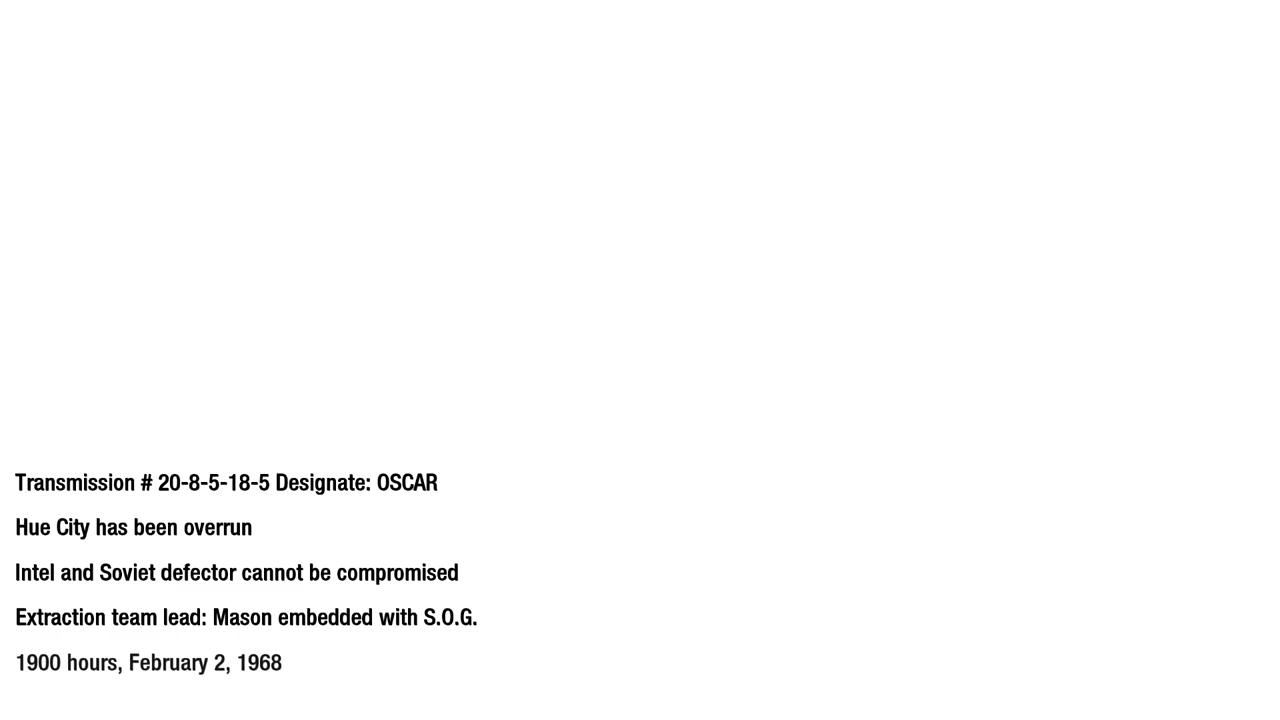 Transmission # 20-8-5-18-5 Designate: OSCAR
Hue City has been overrun
Intel and Soviet defector cannot be compromised
Extraction team lead: Mason embedded with S.O.G.
1900 hours, February 2, 1968